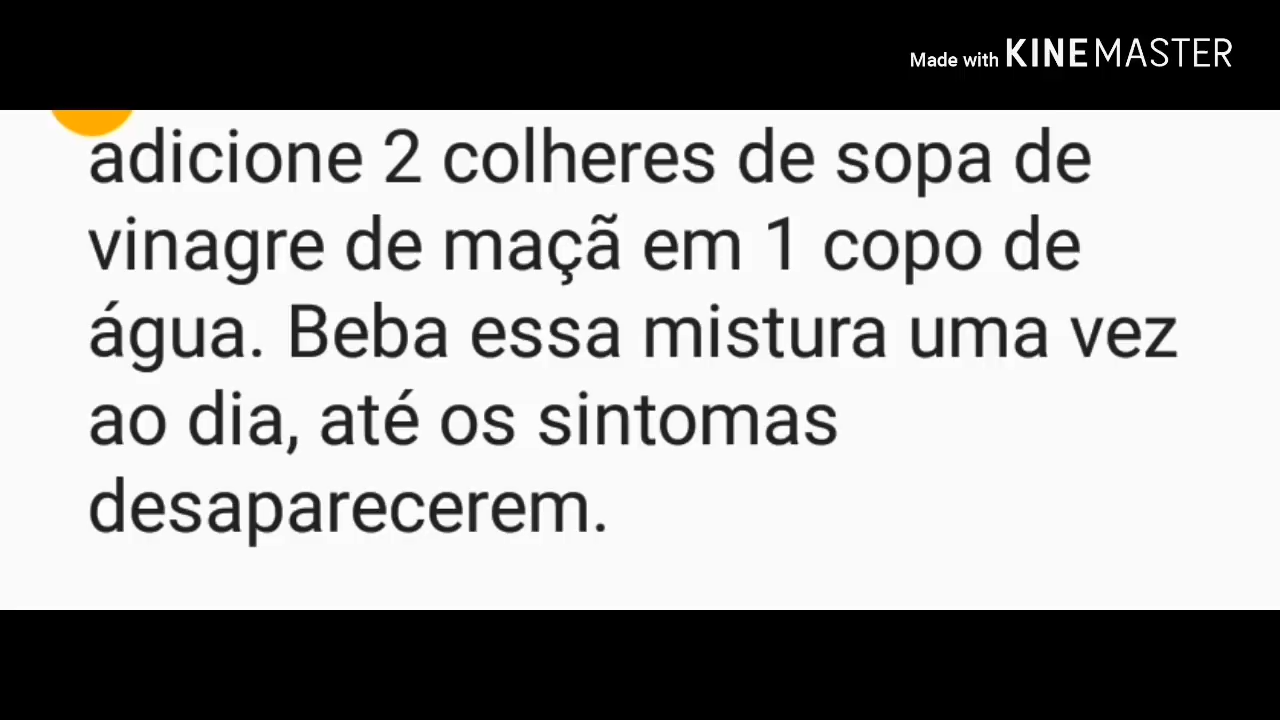 Made with KINEMASTER
adicione 2 colheres de sopa de
vinagre de maçã em 1 copo de
água. Beba essa mistura uma vez
ao dia, até os sintomas
desaparecerem.